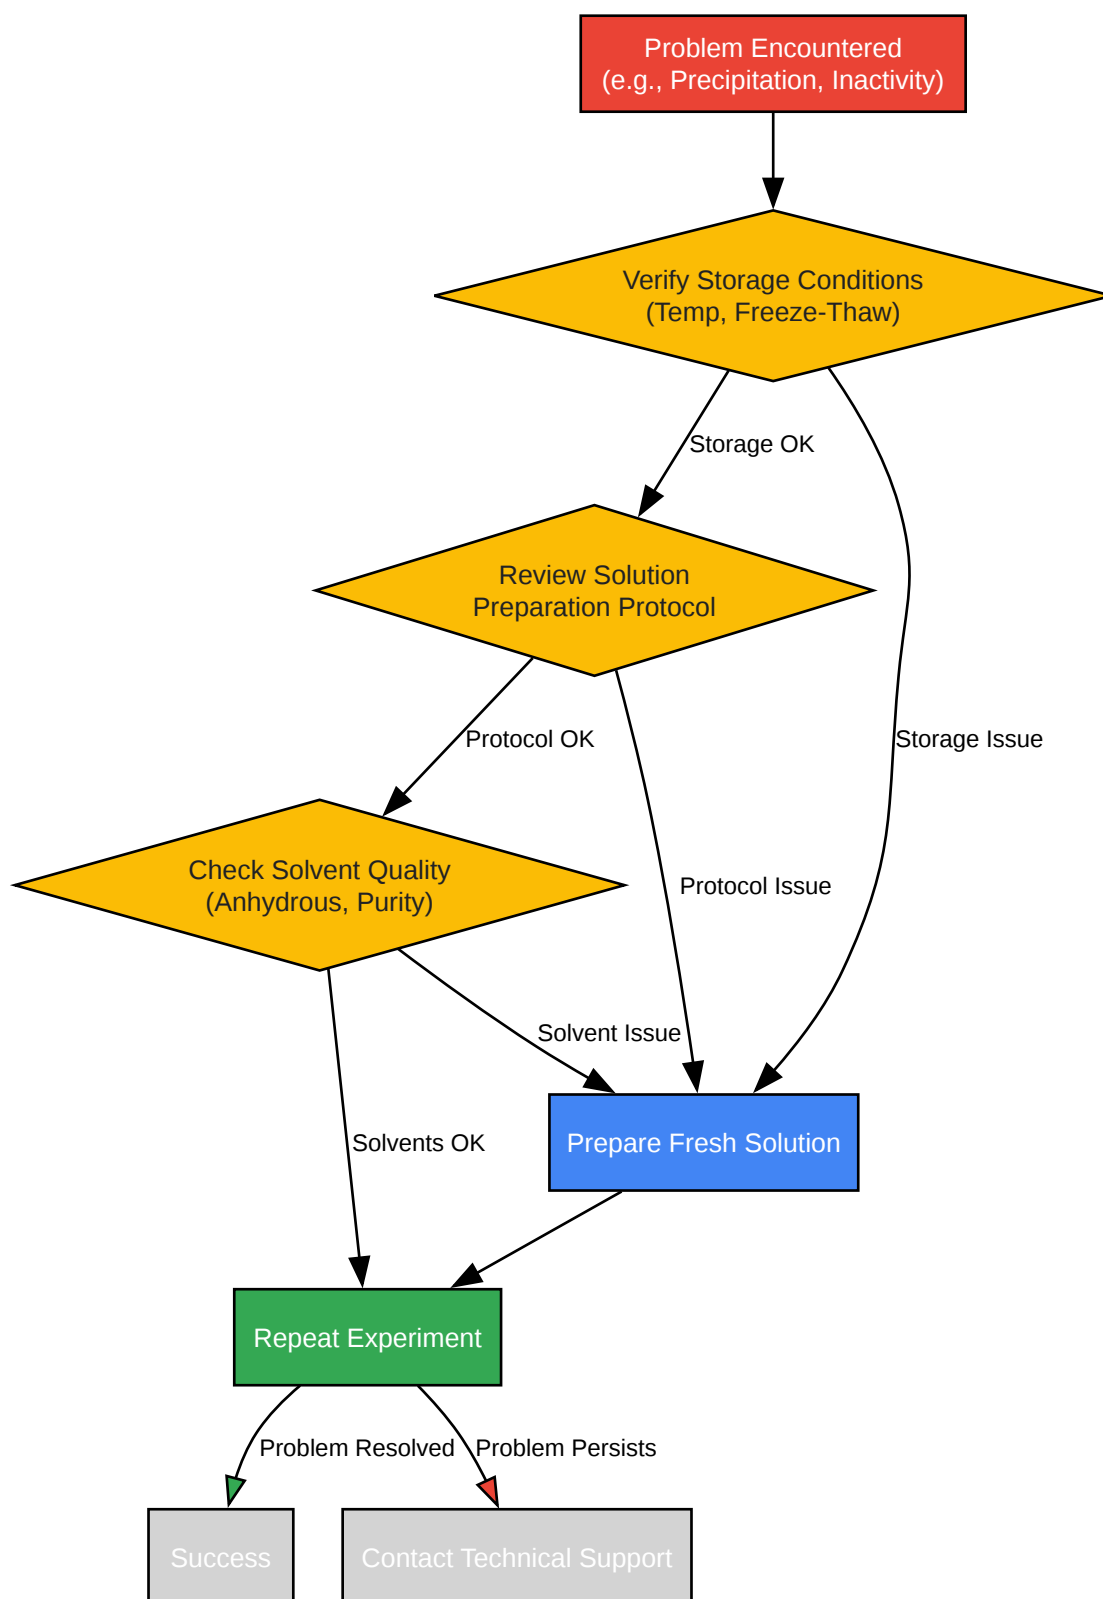 Problem Encountered
(e.g., Precipitation, Inactivity)
Verify Storage Conditions
(Temp, Freeze-Thaw)
Storage OK
Review Solution
Preparation Protocol
Protocol OK
Storage Issue
Check Solvent Quality
(Anhydrous, Purity)
Protocol Issue
Solvent Issue
Solvents OK
Prepare Fresh Solution
Repeat Experiment
Problem Resolved
Problem Persists
Success
Contact Technical Support